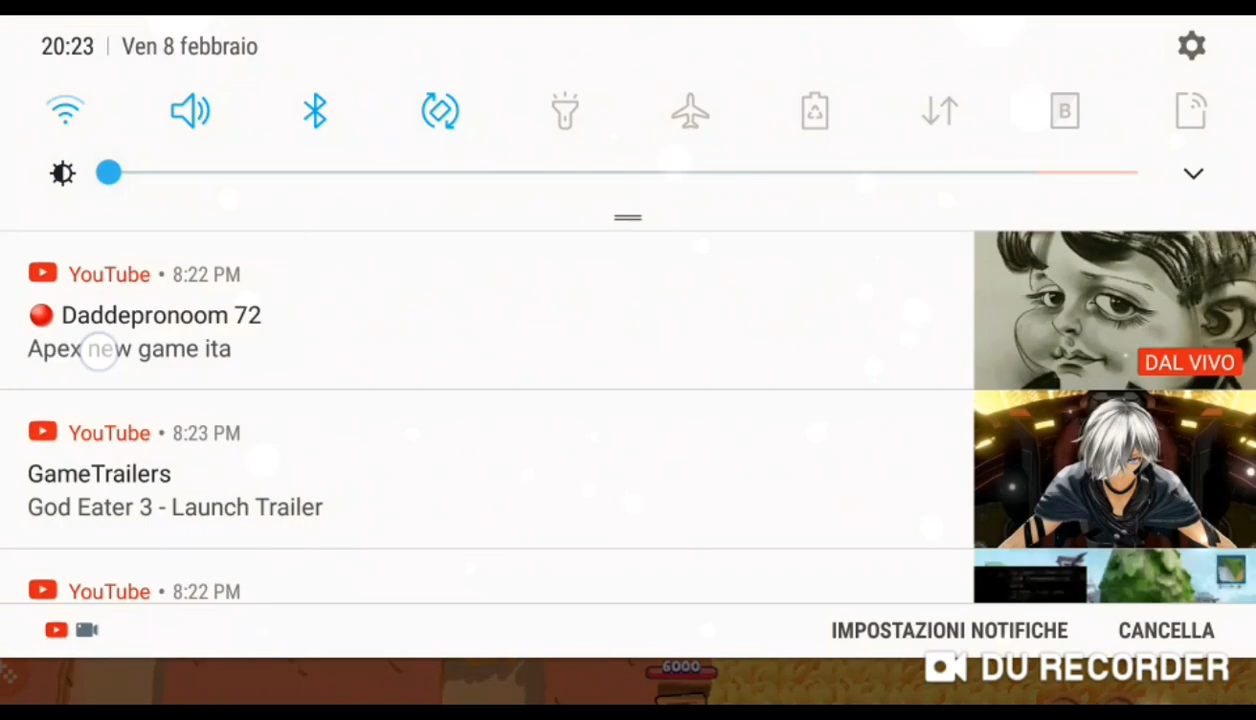 20:23 | Ven 8 febbraio
B
YouTube • 8:22 PM
Daddepronoom 72
Apex new game ita
DAL VIVO
YouTube • 8:23 PM
GameTrailers
God Eater 3 - Launch Trailer
YouTube • 8:22 PM
IMPOSTAZIONI NOTIFICHE CANCELLA
6000
DU RECORDER